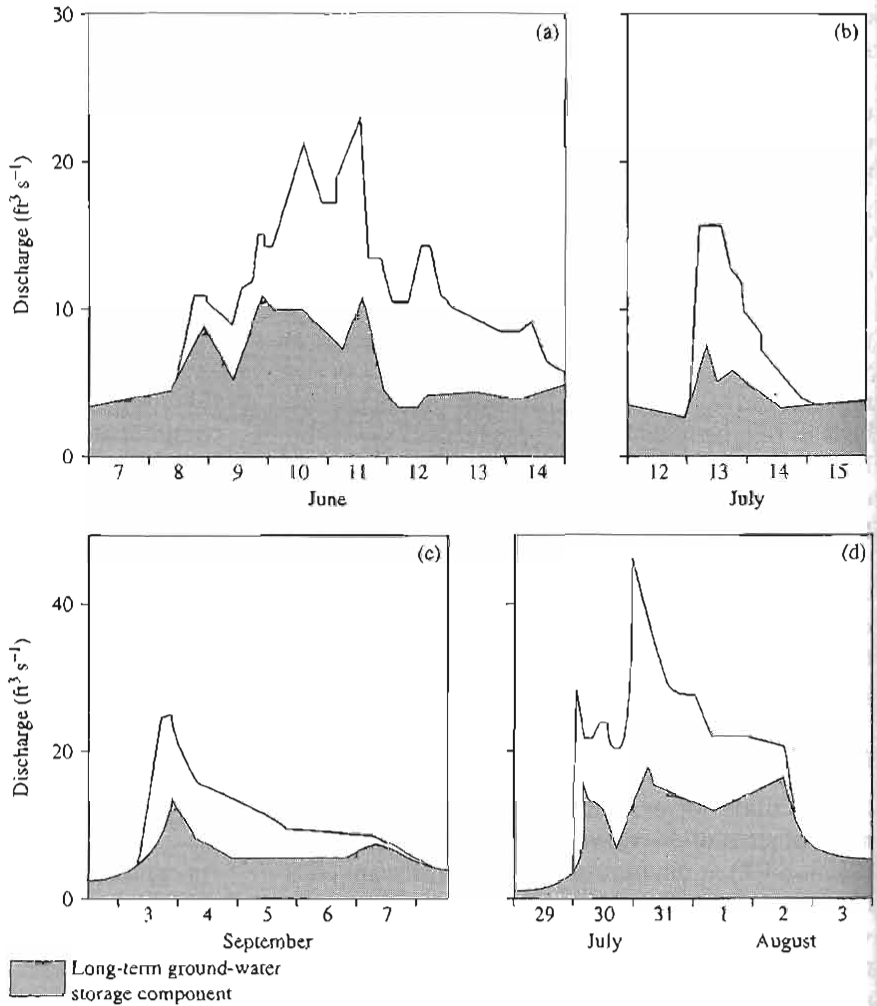 (a)
(b)
30
20
10
0
Discharge (ft³ s⁻¹)
7 8 9 10 11 12 13 14
June
12 13 14 15
July
(c)
(d)
40
20
0
Discharge (ft³ s⁻¹)
3 4 5 6 7
September
29 30 31 1 2 3
July August
Long-term ground-water
storage component